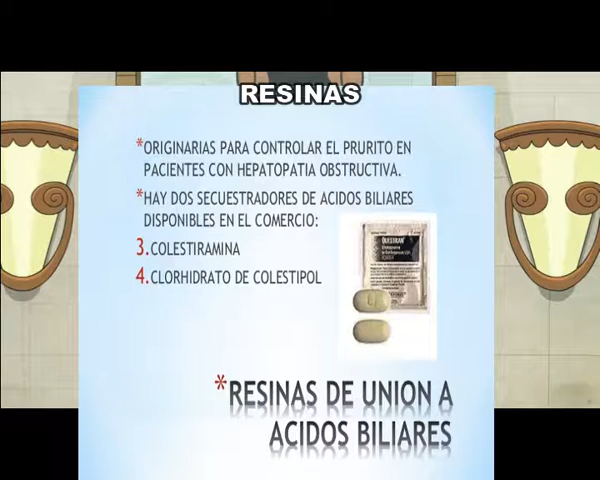 RESINAS
*ORIGINARIAS PARA CONTROLAR EL PRURITO EN
PACIENTES CON HEPATOPATIA OBSTRUCTIVA.
*HAY DOS SECUESTRADORES DE ACIDOS BILIARES
DISPONIBLES EN EL COMERCIO:
3.COLESTIRAMINA
4.CLORHIDRATO DE COLESTIPOL
QUESTRAN
*RESINAS DE UNION A
ACIDOS BILIARES